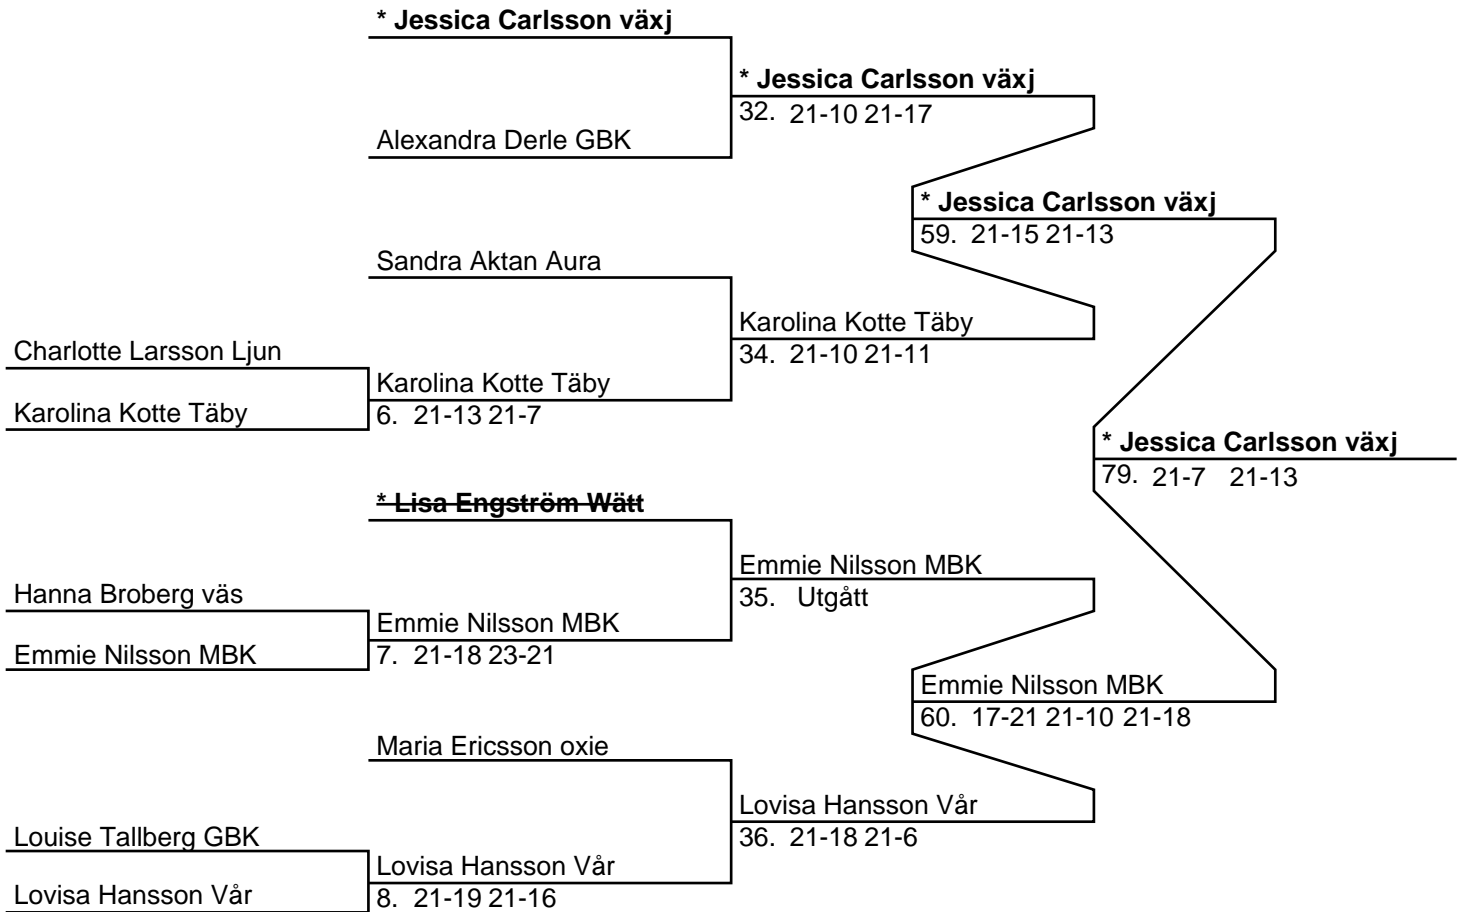 * Jessica Carlsson växj
* Jessica Carlsson växj
32. 21-10 21-17
Alexandra Derle GBK
* Jessica Carlsson växj
59. 21-15 21-13
Sandra Aktan Aura
Karolina Kotte Täby
34. 21-10 21-11
Charlotte Larsson Ljun
Karolina Kotte Täby
6. 21-13 21-7
Karolina Kotte Täby
* Jessica Carlsson växj
79. 21-7 21-13
* Lisa Engström Wätt
Emmie Nilsson MBK
35. Utgått
Hanna Broberg väs
Emmie Nilsson MBK
7. 21-18 23-21
Emmie Nilsson MBK
Emmie Nilsson MBK
60. 17-21 21-10 21-18
Maria Ericsson oxie
Lovisa Hansson Vår
36. 21-18 21-6
Louise Tallberg GBK
Lovisa Hansson Vår
8. 21-19 21-16
Lovisa Hansson Vår